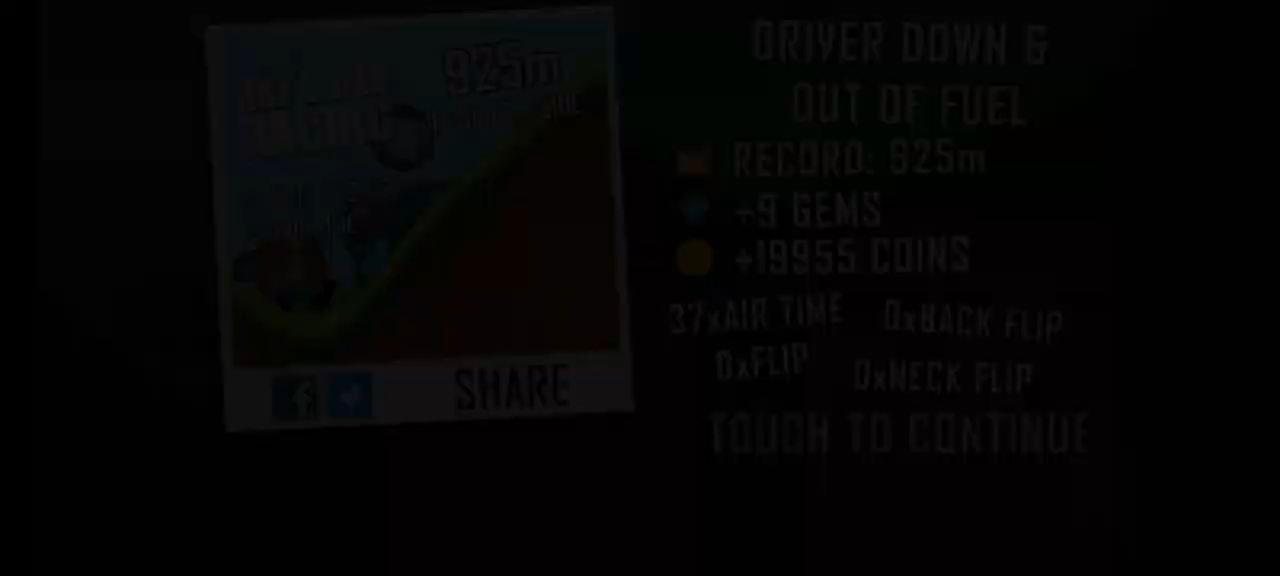 925m
DRIVER DOWN &
OUT OF FUEL
RECORD: 925m
+9 GEMS
+19955 COINS
37xAIR TIME 0xBACK FLIP
0xFLIP 0xNECK FLIP
SHARE
TOUCH TO CONTINUE